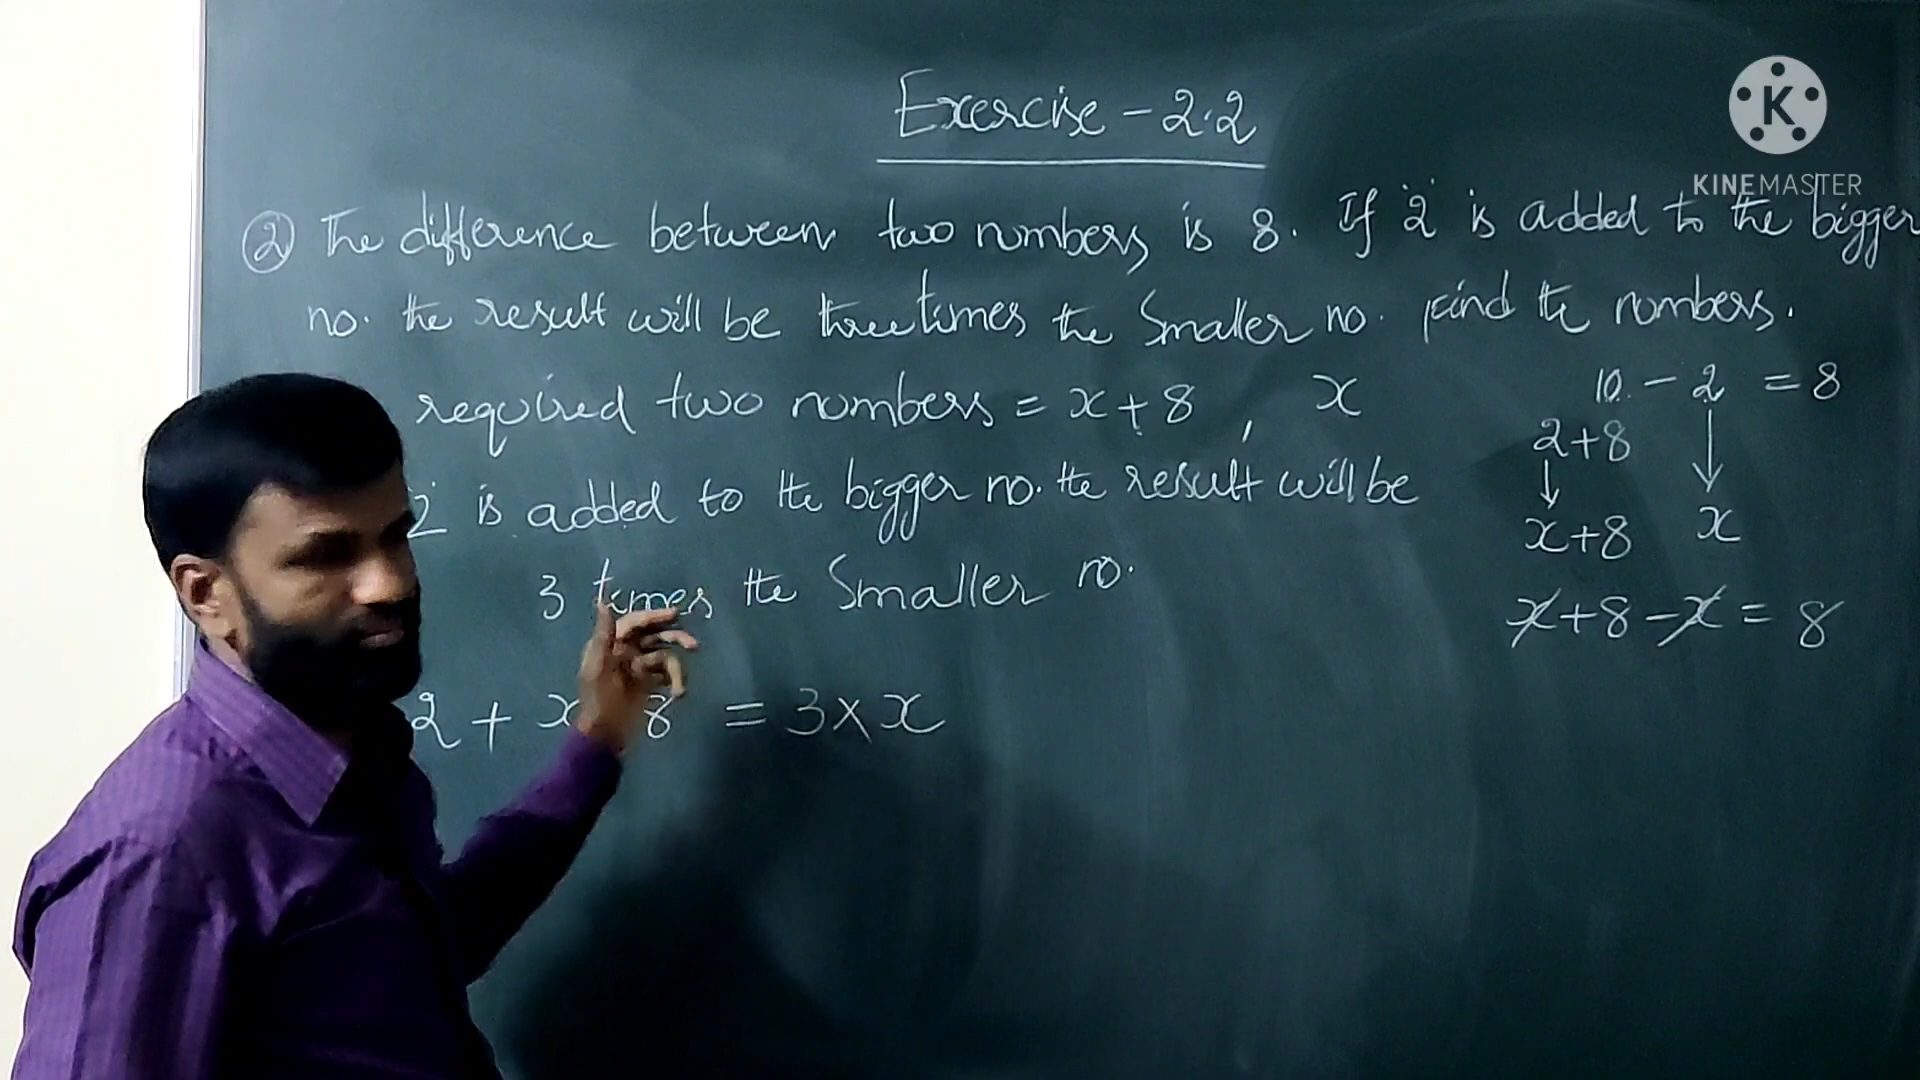 Exercise - 2.2
KINEMASTER
② The difference between two numbers is 8. If '2' is added to the bigger
no. the result will be three times the smaller no. find the numbers.
required two numbers = x+8 , x
2 is added to the bigger no. the result will be
3 times the smaller no.
2 + x 8 = 3 × x
10 - 2 = 8
2+8
↓ ↓
x+8 x
x+8-x = 8